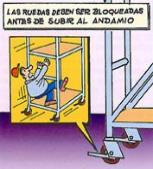 LAS RUEDAS DEBEN SER BLOQUEADAS
ANTES DE SUBIR AL ANDAMIO